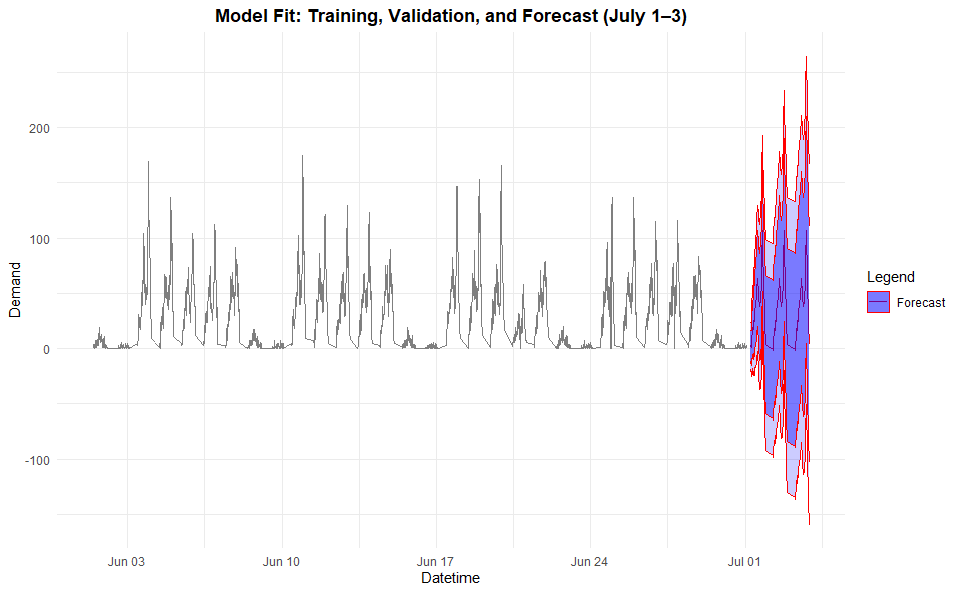 Model Fit: Training, Validation, and Forecast (July 1–3)
Demand
200
100
0
-100
Jun 03
Jun 10
Jun 17
Jun 24
Jul 01
Datetime
Legend
Forecast